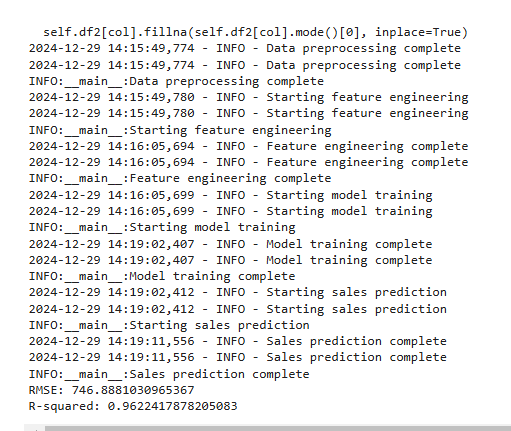 self.df2[col].fillna(self.df2[col].mode()[0], inplace=True)
2024-12-29 14:15:49,774 - INFO - Data preprocessing complete
2024-12-29 14:15:49,774 - INFO - Data preprocessing complete
INFO:__main__:Data preprocessing complete
2024-12-29 14:15:49,780 - INFO - Starting feature engineering
2024-12-29 14:15:49,780 - INFO - Starting feature engineering
INFO:__main__:Starting feature engineering
2024-12-29 14:16:05,694 - INFO - Feature engineering complete
2024-12-29 14:16:05,694 - INFO - Feature engineering complete
INFO:__main__:Feature engineering complete
2024-12-29 14:16:05,699 - INFO - Starting model training
2024-12-29 14:16:05,699 - INFO - Starting model training
INFO:__main__:Starting model training
2024-12-29 14:19:02,407 - INFO - Model training complete
2024-12-29 14:19:02,407 - INFO - Model training complete
INFO:__main__:Model training complete
2024-12-29 14:19:02,412 - INFO - Starting sales prediction
2024-12-29 14:19:02,412 - INFO - Starting sales prediction
INFO:__main__:Starting sales prediction
2024-12-29 14:19:11,556 - INFO - Sales prediction complete
2024-12-29 14:19:11,556 - INFO - Sales prediction complete
INFO:__main__:Sales prediction complete
RMSE: 746.8881030965367
R-squared: 0.9622417878205083